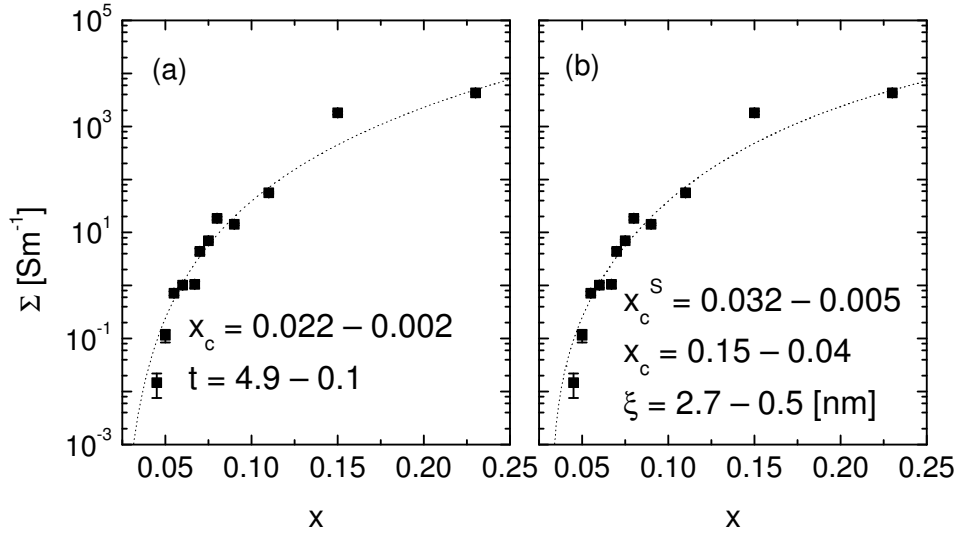 10^5
10^3
10^1
10^-1
10^-3
Σ [Sm^-1]
(a)
x_c = 0.022 – 0.002
t = 4.9 – 0.1
0.05 0.10 0.15 0.20 0.25
x
(b)
x_c^S = 0.032 – 0.005
x_c = 0.15 – 0.04
ξ = 2.7 – 0.5 [nm]
0.05 0.10 0.15 0.20 0.25
x